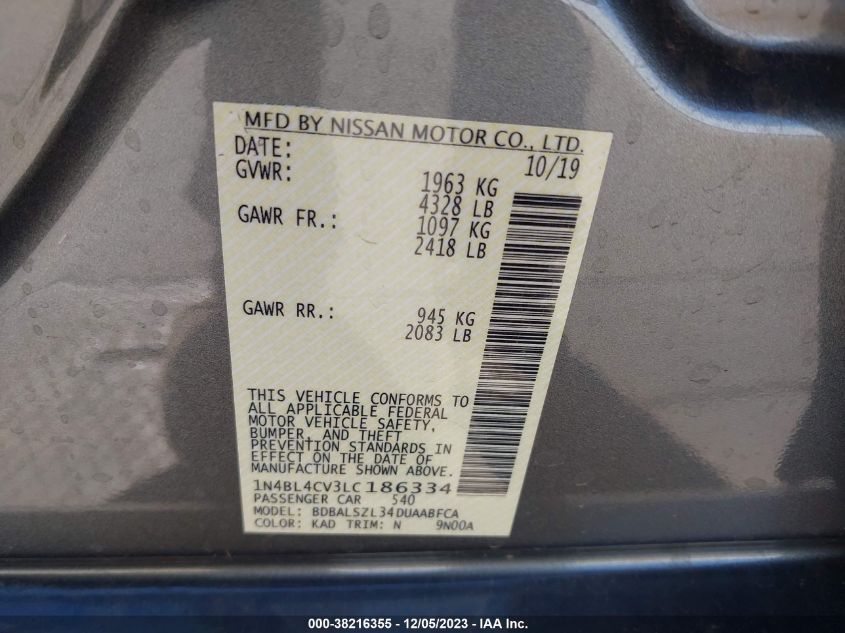 MFD BY NISSAN MOTOR CO., LTD.
DATE: 10/19
GVWR: 1963 KG
4328 LB
GAWR FR.: 1097 KG
2418 LB
GAWR RR.: 945 KG
2083 LB
THIS VEHICLE CONFORMS TO
ALL APPLICABLE FEDERAL
MOTOR VEHICLE SAFETY,
BUMPER, AND THEFT
PREVENTION STANDARDS IN
EFFECT ON THE DATE OF
MANUFACTURE SHOWN ABOVE.
1N4BL4CV3LC186334
PASSENGER CAR 540
MODEL: BDBALSZL34DUAABFCA
COLOR: KAD TRIM: N 9N00A
000-38216355 - 12/05/2023 - IAA Inc.